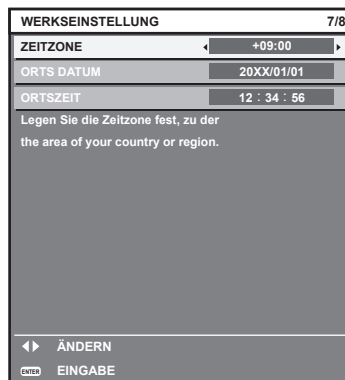 WERKSEINSTELLUNG 7/8
ZEITZONE +09:00
ORTS DATUM 20XX/01/01
ORTSZEIT 12 : 34 : 56
Legen Sie die Zeitzone fest, zu der
the area of your country or region.
ÄNDERN
ENTER EINGABE